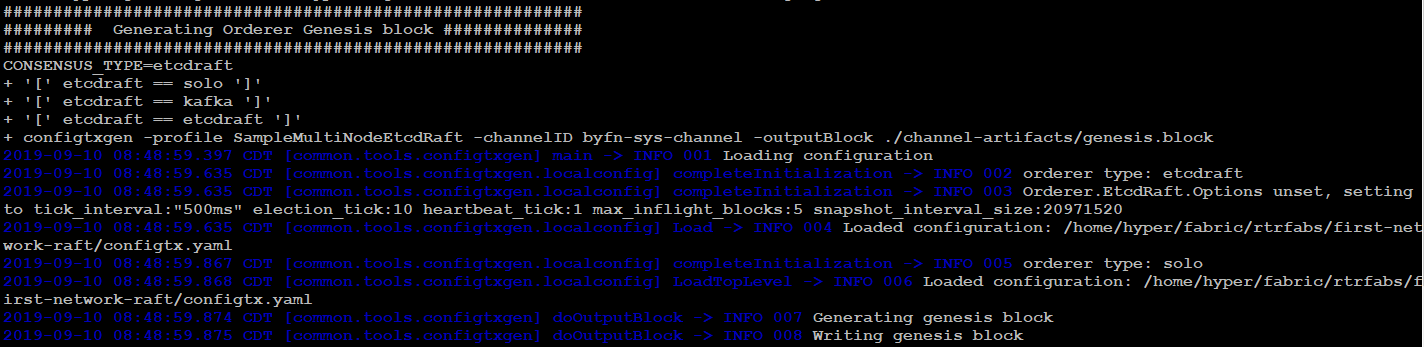 ##########################################################
#########  Generating Orderer Genesis block ##############
##########################################################
CONSENSUS_TYPE=etcdraft
+ '[' etcdraft == solo ']'
+ '[' etcdraft == kafka ']'
+ '[' etcdraft == etcdraft ']'
+ configtxgen -profile SampleMultiNodeEtcdRaft -channelID byfn-sys-channel -outputBlock ./channel-artifacts/genesis.block
2019-09-10 08:48:59.397 CDT [common.tools.configtxgen] main -> INFO 001 Loading configuration
2019-09-10 08:48:59.635 CDT [common.tools.configtxgen.localconfig] completeInitialization -> INFO 002 orderer type: etcdraft
2019-09-10 08:48:59.635 CDT [common.tools.configtxgen.localconfig] completeInitialization -> INFO 003 Orderer.EtcdRaft.Options unset, setting
to tick_interval:"500ms" election_tick:10 heartbeat_tick:1 max_inflight_blocks:5 snapshot_interval_size:20971520
2019-09-10 08:48:59.635 CDT [common.tools.configtxgen.localconfig] Load -> INFO 004 Loaded configuration: /home/hyper/fabric/rtrfabs/first-net
work-raft/configtx.yaml
2019-09-10 08:48:59.867 CDT [common.tools.configtxgen.localconfig] completeInitialization -> INFO 005 orderer type: solo
2019-09-10 08:48:59.868 CDT [common.tools.configtxgen.localconfig] LoadTopLevel -> INFO 006 Loaded configuration: /home/hyper/fabric/rtrfabs/f
irst-network-raft/configtx.yaml
2019-09-10 08:48:59.874 CDT [common.tools.configtxgen] doOutputBlock -> INFO 007 Generating genesis block
2019-09-10 08:48:59.875 CDT [common.tools.configtxgen] doOutputBlock -> INFO 008 Writing genesis block